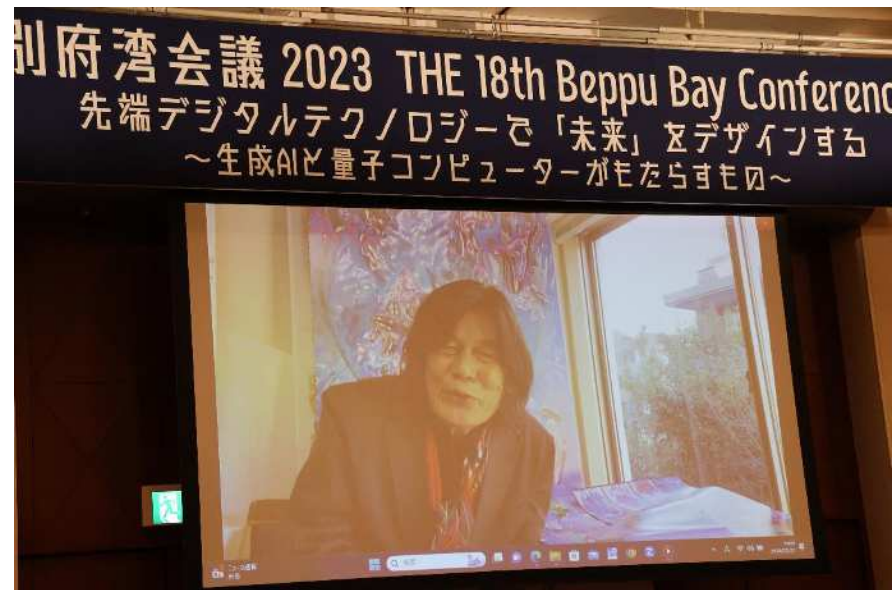 別府湾会議 2023 THE 18th Beppu Bay Conferenc
先端デジタルテクノロジーで「未来」をデザインする
～生成AIと量子コンピューターがもたらすもの～